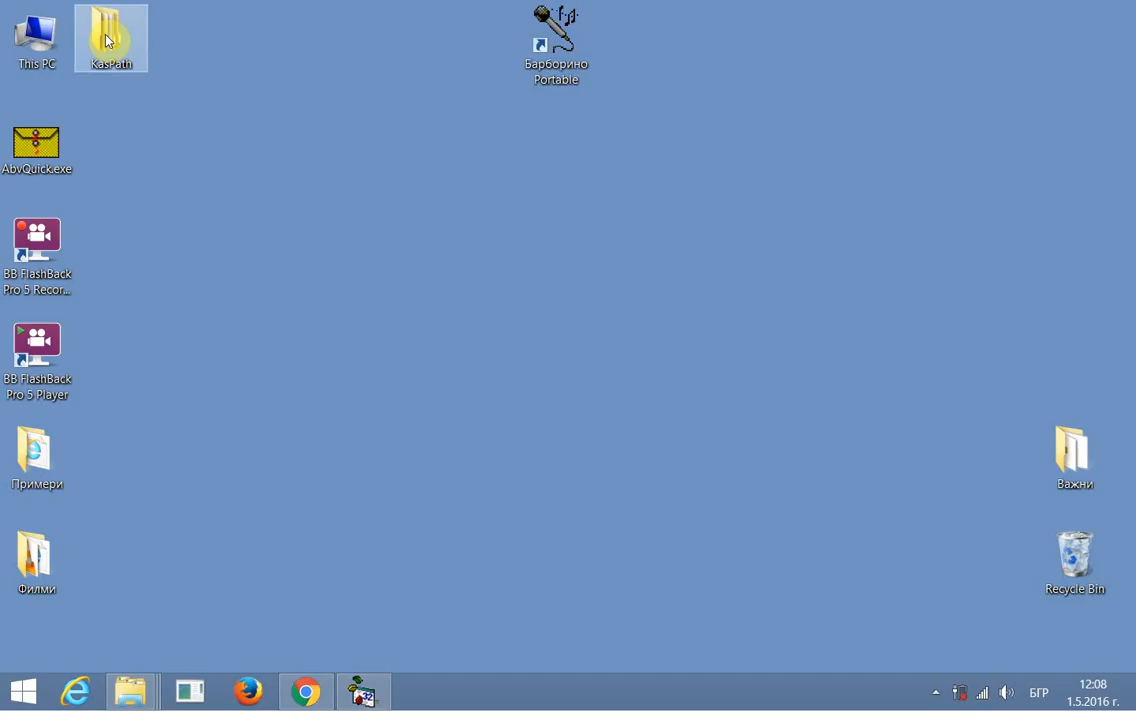 This PC
KasPath
Барборино
Portable
AbvQuick.exe
BB FlashBack
Pro 5 Recor...
BB FlashBack
Pro 5 Player
Примери
Важни
Филми
Recycle Bin
32
БГР
12:08
1.5.2016 г.